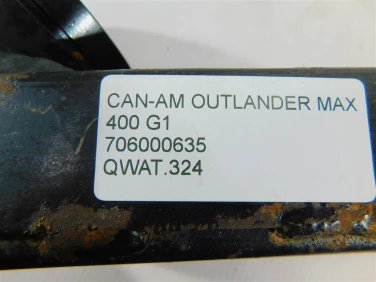 CAN-AM OUTLANDER MAX
400 G1
706000635
QWAT.324